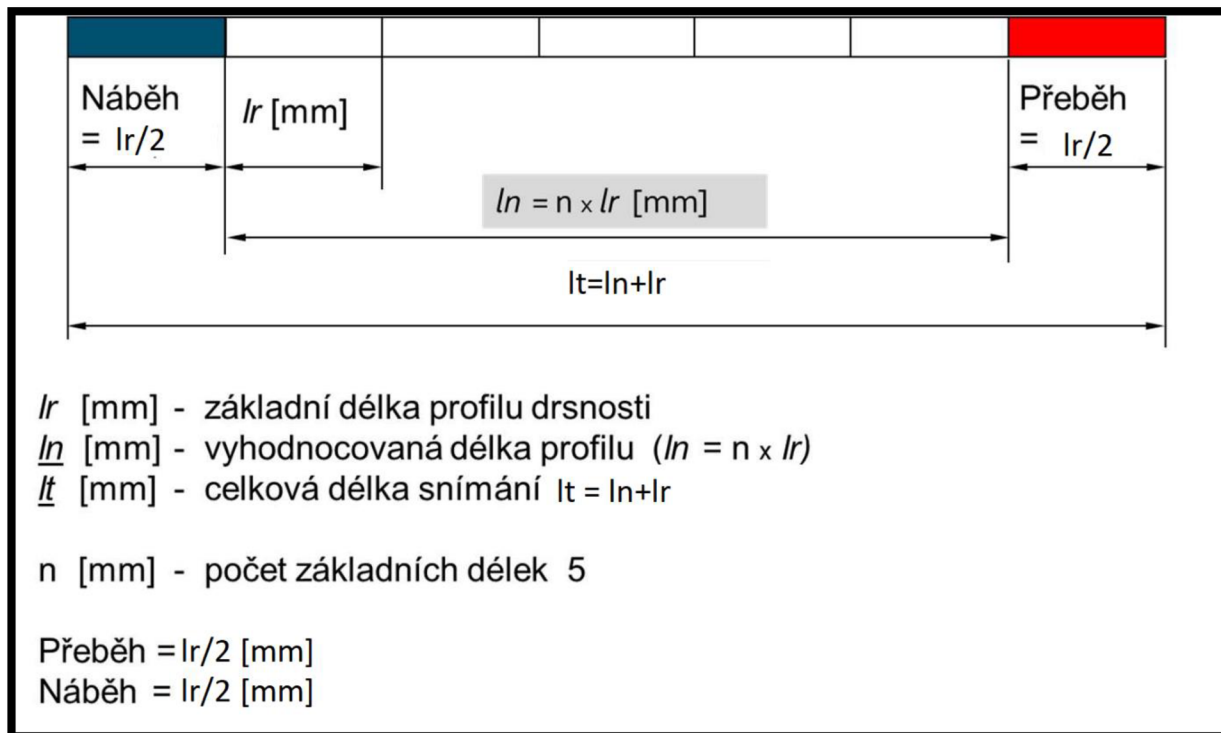 Náběh
= lr/2
lr [mm]
Přeběh
= lr/2
ln = n x lr [mm]
lt=ln+lr
lr [mm] - základní délka profilu drsnosti
ln [mm] - vyhodnocovaná délka profilu (ln = n x lr)
lt [mm] - celková délka snímání lt = ln+lr
n [mm] - počet základních délek 5
Přeběh =lr/2 [mm]
Náběh = lr/2 [mm]